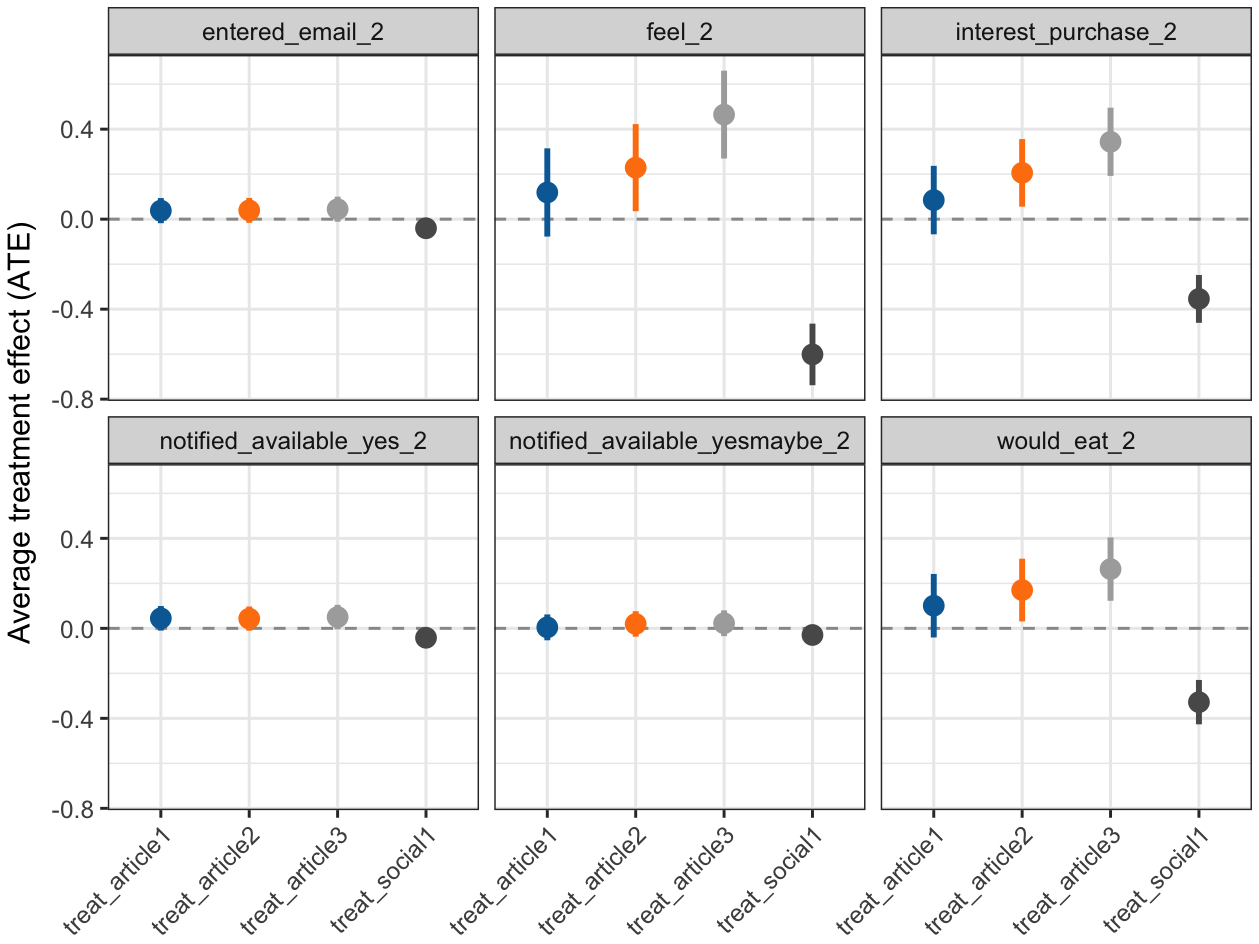 entered_email_2 feel_2 interest_purchase_2
0.4
0.0
-0.4
-0.8
notified_available_yes_2 notified_available_yesmaybe_2 would_eat_2
0.4
0.0
-0.4
-0.8
Average treatment effect (ATE)
treat_article1 treat_article2 treat_article3 treat_social1 treat_article1 treat_article2 treat_article3 treat_social1 treat_article1 treat_article2 treat_article3 treat_social1